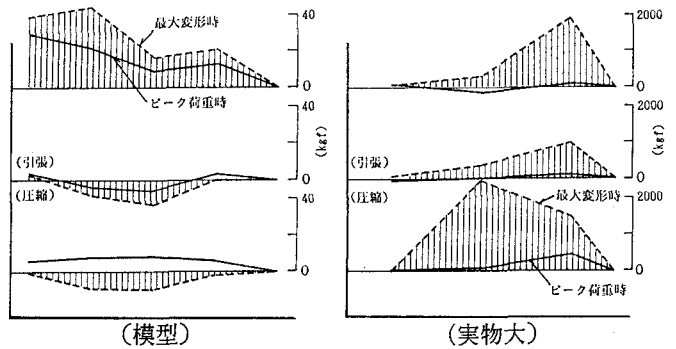 最大変形時
ピーク荷重時
40
0
40
(kgf)
(引張)
0
(圧縮)
40
0
(模型)
2000
0
2000
(kgf)
(引張)
0
(圧縮)
最大変形時
2000
0
ピーク荷重時
(実物大)